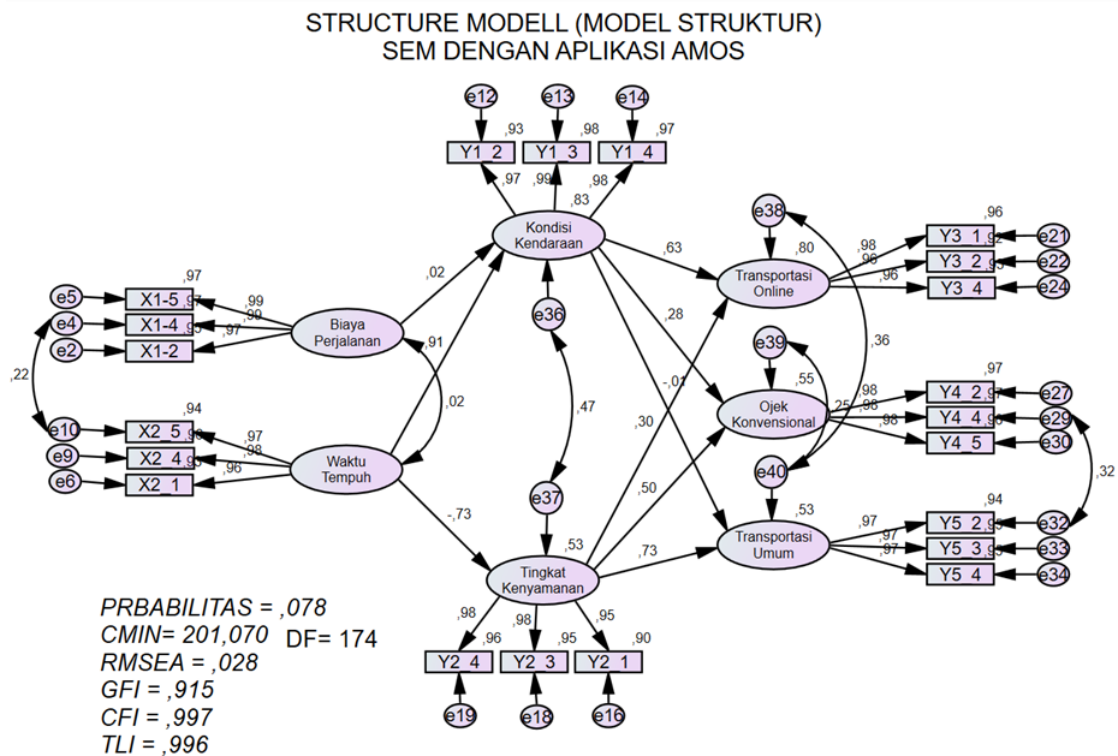 STRUCTURE MODELL (MODEL STRUKTUR)
SEM DENGAN APLIKASI AMOS
e12 e13 e14
,93 ,98 ,97
Y1_2 Y1_3 Y1_4
,97 ,99 ,98
,83
Kondisi
Kendaraan
e38
,96
,80
,98
Y3_1
e21
,63
Transportasi
Online
,96
Y3_2
e22
,96
Y3_4
e24
,97
e5
X1-5
,99
,02
e4
X1-4
,99
Biaya
Perjalanan
e36
,28
e2
X1-2
,97
,91
e39
,36
,22
-,01
,55
,97
,98
Y4_2
e27
,02
,47
,30
Ojek
Konvensional
,25
,98
Y4_4
e29
,98
Y4_5
e30
,94
e10
X2_5
,97
e9
X2_4
,98
Waktu
Tempuh
e6
X2_1
,96
e37
,50
e40
,32
-,73
,53
,73
,53
,94
,97
Y5_2
e32
Transportasi
Umum
,97
Y5_3
e33
,97
Y5_4
e34
Tingkat
Kenyamanan
,98 ,98 ,95
,96 ,95 ,90
Y2_4 Y2_3 Y2_1
e19 e18 e16
PRBABILITAS = ,078
CMIN= 201,070 DF= 174
RMSEA = ,028
GFI = ,915
CFI = ,997
TLI = ,996